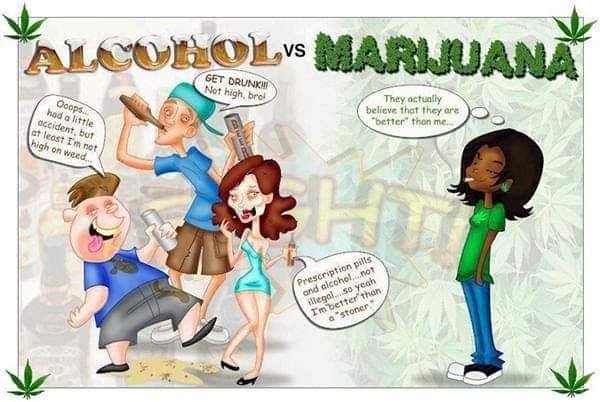 ALCOHOL VS MARIJUANA
GET DRUNK!!!
Not high, bro!
Ooops...
had a little
accident, but
at least I'm not
high on weed...
They actually
believe that they are
"better" than me...
Prescription pills
and alcohol....not
illegal....so yeah
I'm better than
a "stoner."